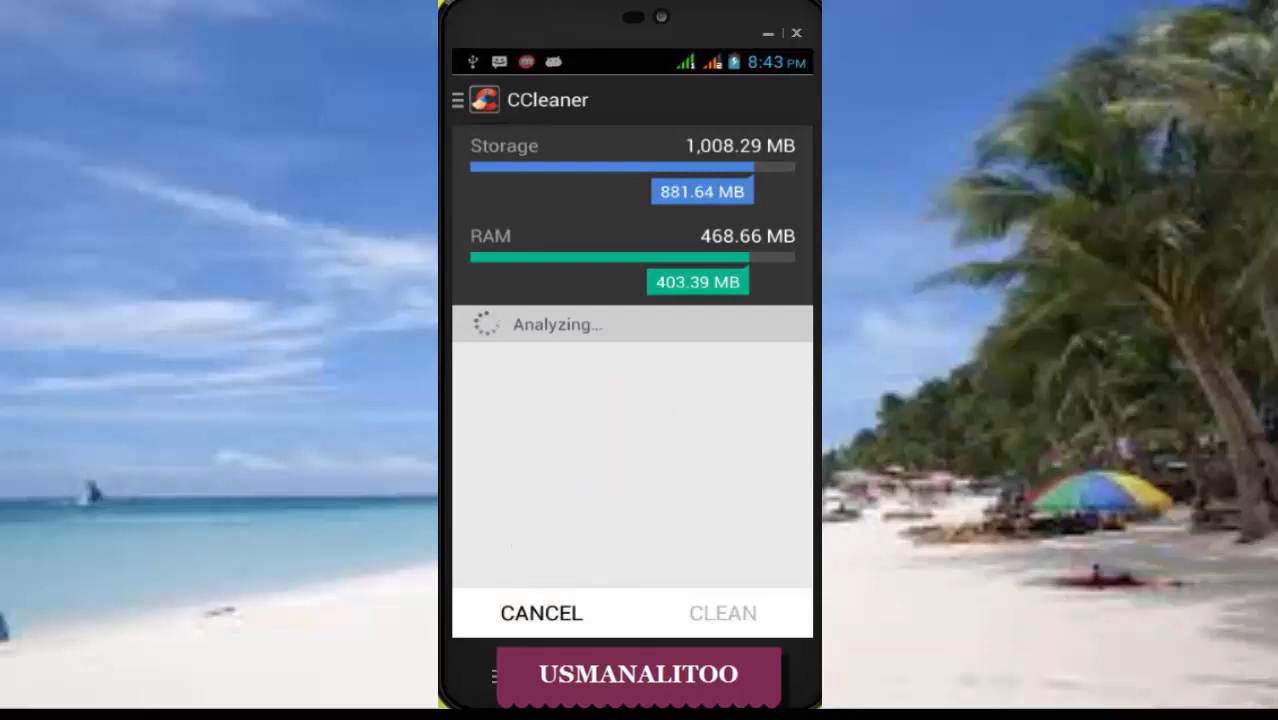 8:43 PM
CCleaner
Storage 1,008.29 MB
881.64 MB
RAM 468.66 MB
403.39 MB
Analyzing...
CANCEL CLEAN
USMANALITOO